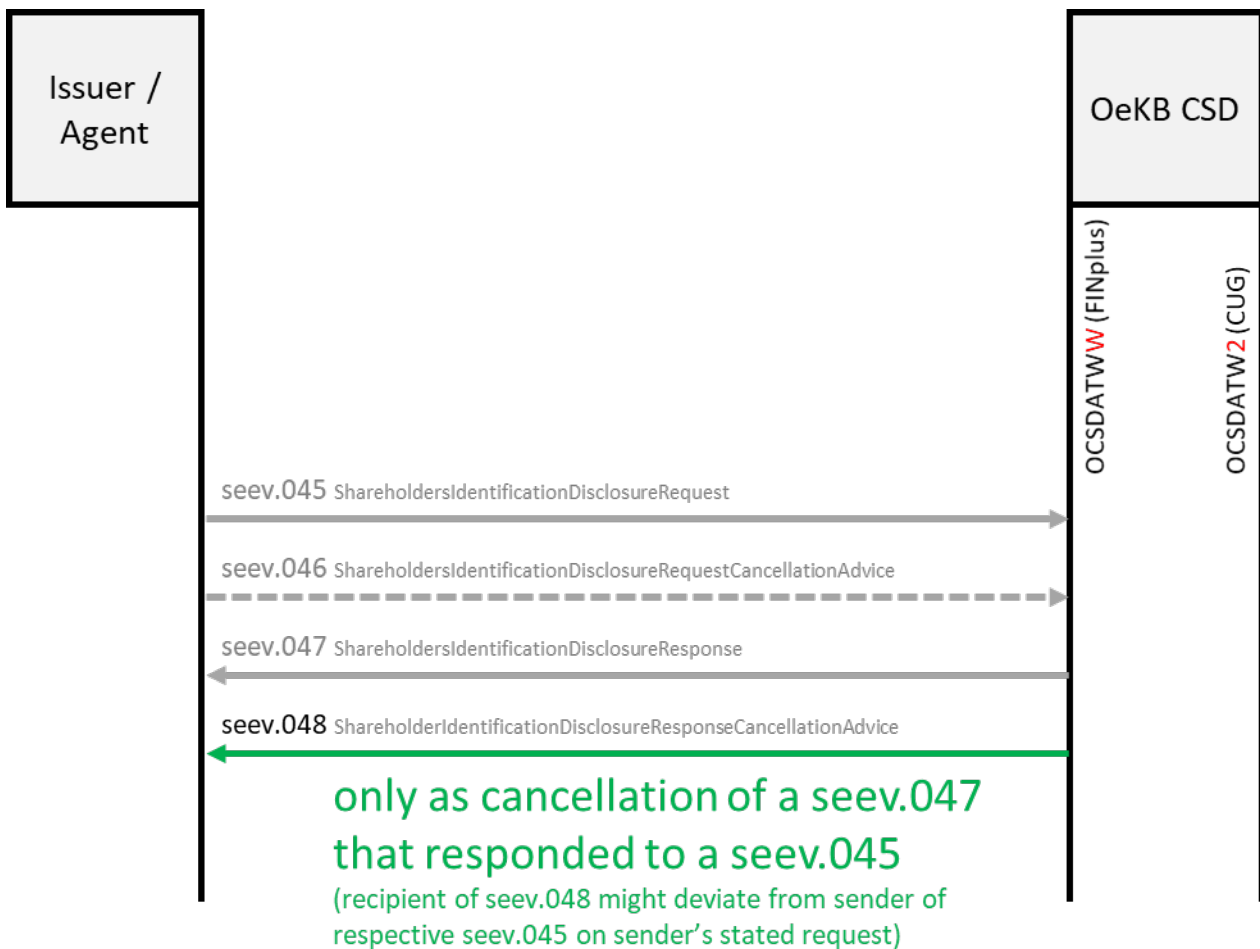 Issuer /
Agent
OeKB CSD
OCSDATWW (FINplus)
OCSDATW2 (CUG)
seev.045 ShareholdersIdentificationDisclosureRequest
seev.046 ShareholdersIdentificationDisclosureRequestCancellationAdvice
seev.047 ShareholdersIdentificationDisclosureResponse
seev.048 ShareholderIdentificationDisclosureResponseCancellationAdvice
only as cancellation of a seev.047
that responded to a seev.045
(recipient of seev.048 might deviate from sender of
respective seev.045 on sender’s stated request)